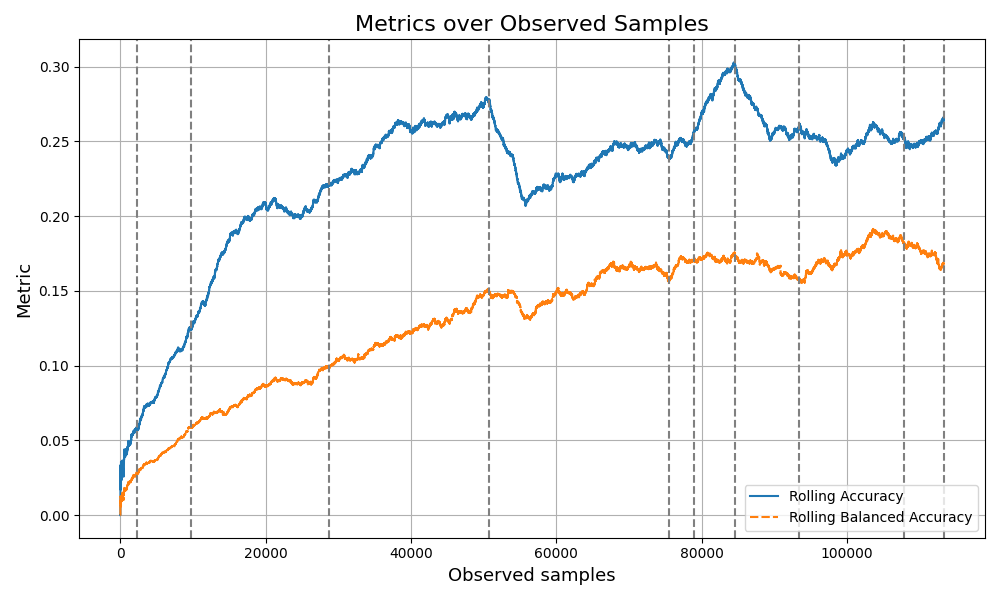 Metrics over Observed Samples
Metric
0.30
0.25
0.20
0.15
0.10
0.05
0.00
0 20000 40000 60000 80000 100000
Observed samples
Rolling Accuracy
Rolling Balanced Accuracy